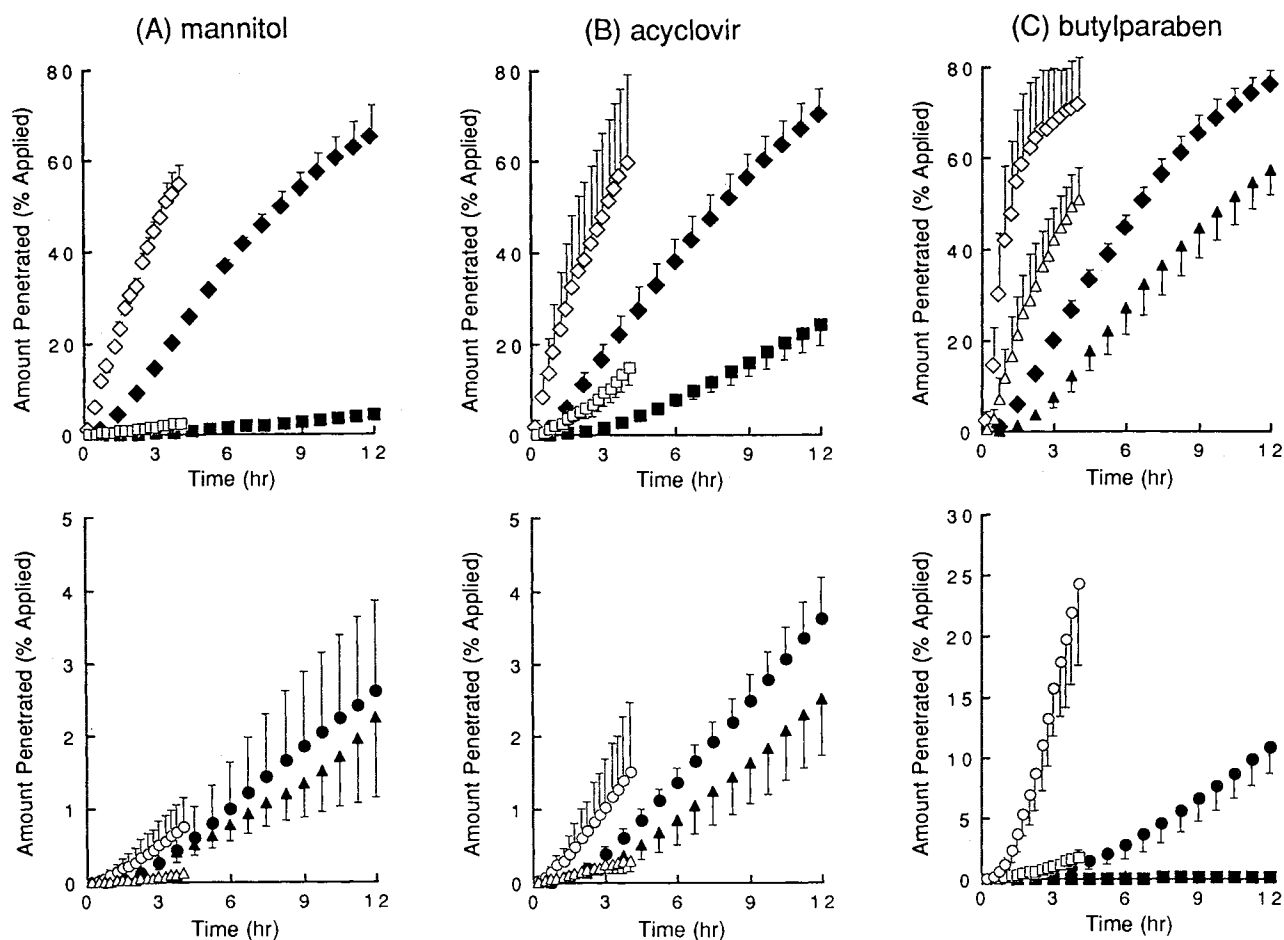 (A) mannitol
(B) acyclovir
(C) butylparaben
Amount Penetrated (% Applied)
80
60
40
20
0
0 3 6 9 12
Time (hr)
Amount Penetrated (% Applied)
80
60
40
20
0
0 3 6 9 12
Time (hr)
Amount Penetrated (% Applied)
80
60
40
20
0
0 3 6 9 12
Time (hr)
Amount Penetrated (% Applied)
5
4
3
2
1
0
0 3 6 9 12
Time (hr)
Amount Penetrated (% Applied)
5
4
3
2
1
0
0 3 6 9 12
Time (hr)
Amount Penetrated (% Applied)
30
25
20
15
10
5
0
0 3 6 9 12
Time (hr)